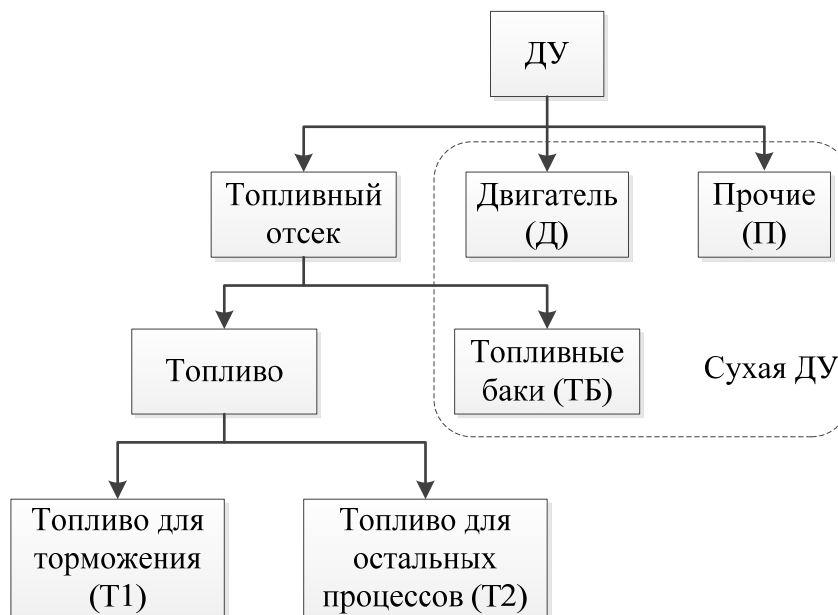 ДУ
Топливный
отсек
Двигатель
(Д)
Прочие
(П)
Топливо
Топливные
баки (ТБ)
Сухая ДУ
Топливо для
торможения
(Т1)
Топливо для
остальных
процессов (Т2)